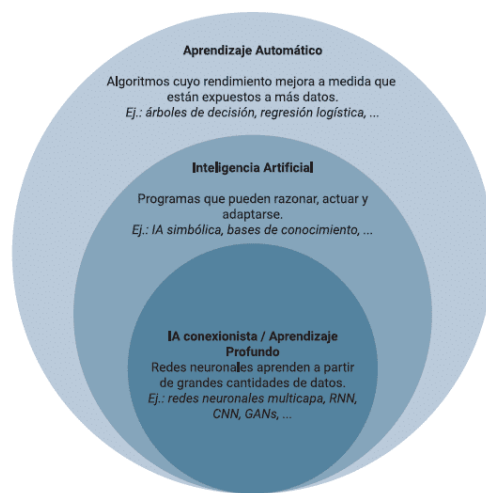 Aprendizaje Automático
Algoritmos cuyo rendimiento mejora a medida que
están expuestos a más datos.
Ej.: árboles de decisión, regresión logística, ...
Inteligencia Artificial
Programas que pueden razonar, actuar y
adaptarse.
Ej.: IA simbólica, bases de conocimiento, ...
IA conexionista / Aprendizaje
Profundo
Redes neuronales aprenden a partir
de grandes cantidades de datos.
Ej.: redes neuronales multicapa, RNN,
CNN, GANs, ...